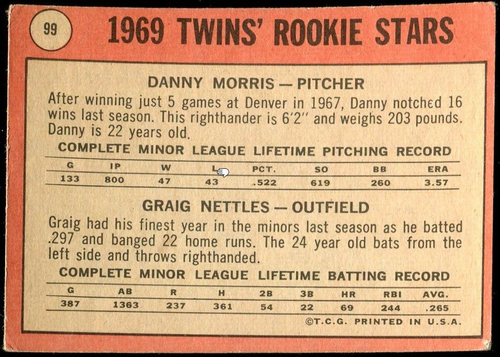 99
1969 TWINS' ROOKIE STARS
DANNY MORRIS—PITCHER
After winning just 5 games at Denver in 1967, Danny notched 16
wins last season. This righthander is 6'2" and weighs 203 pounds.
Danny is 22 years old.
COMPLETE MINOR LEAGUE LIFETIME PITCHING RECORD
G IP W L PCT. SO BB ERA
133 800 47 43 .522 619 260 3.57
GRAIG NETTLES—OUTFIELD
Graig had his finest year in the minors last season as he batted
.297 and banged 22 home runs. The 24 year old bats from the
left side and throws righthanded.
COMPLETE MINOR LEAGUE LIFETIME BATTING RECORD
G AB R H 2B 3B HR RBI AVG.
387 1363 237 361 54 22 69 244 .265
©T.C.G. PRINTED IN U.S.A.